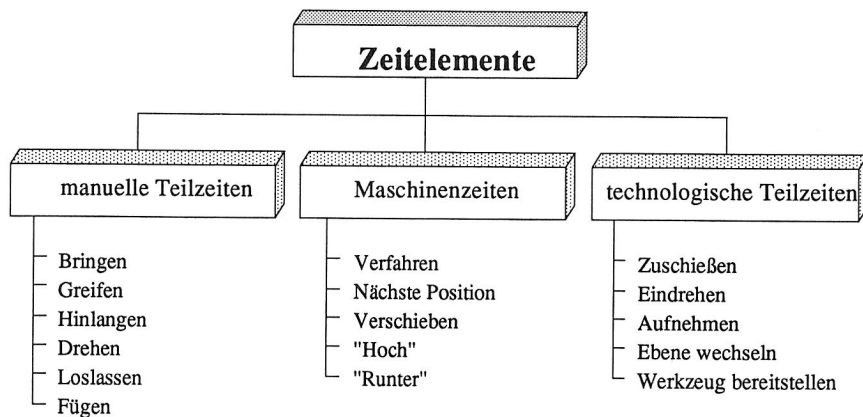 Zeitelemente
manuelle Teilzeiten
Bringen
Greifen
Hinlangen
Drehen
Loslassen
Fügen
Maschinenzeiten
Verfahren
Nächste Position
Verschieben
"Hoch"
"Runter"
technologische Teilzeiten
Zuschießen
Eindrehen
Aufnehmen
Ebene wechseln
Werkzeug bereitstellen